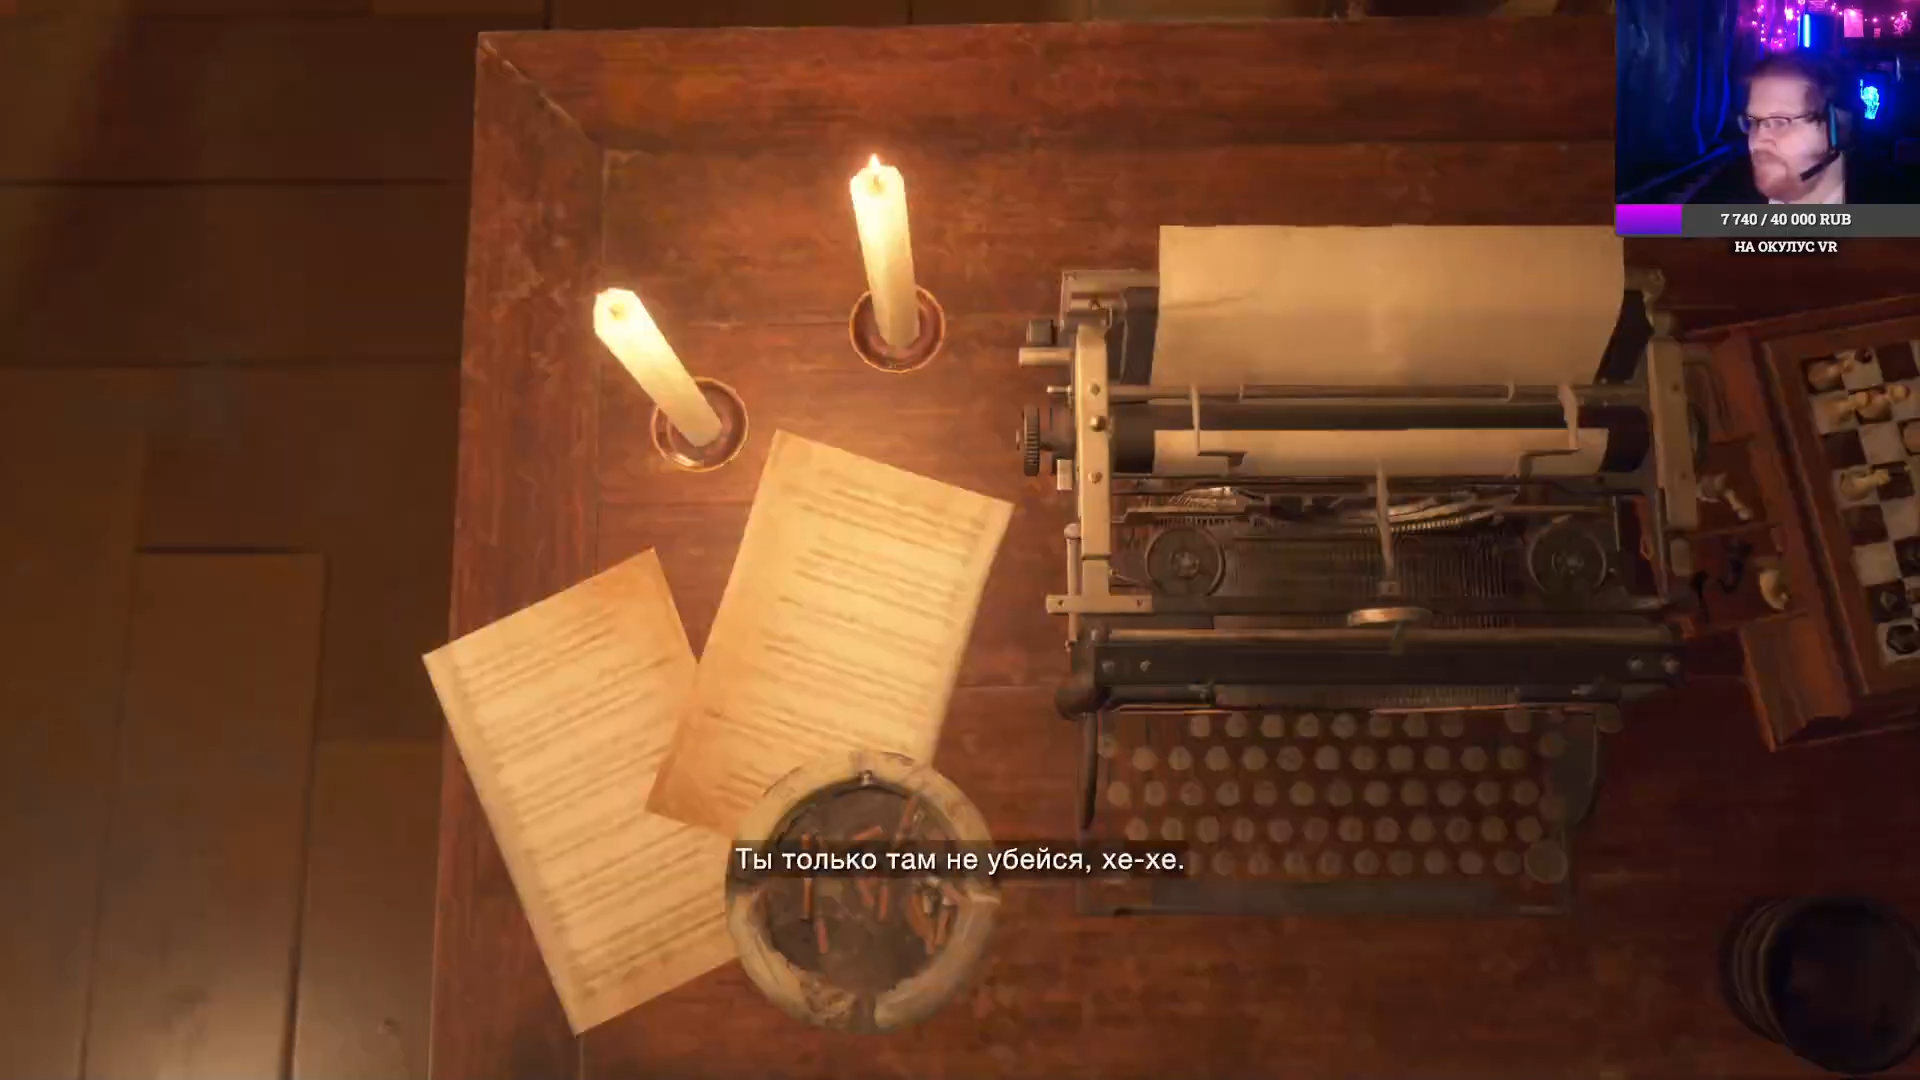 7 740 / 40 000 RUB
НА ОКУЛУС VR
Ты только там не убейся, хе-хе.